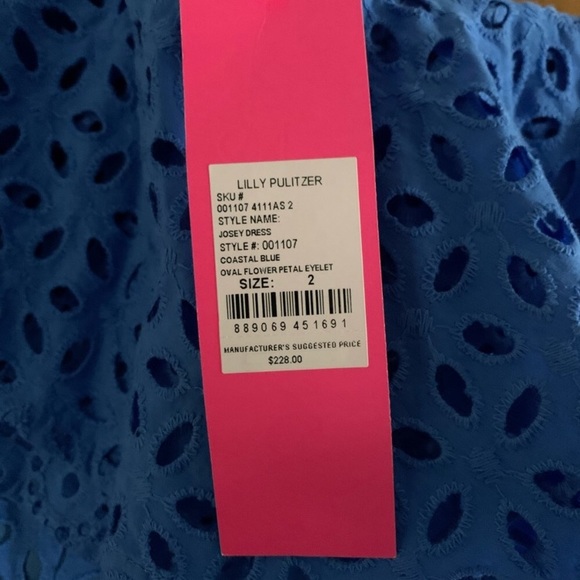 LILLY PULITZER
SKU #
001107 4111AS 2
STYLE NAME:
JOSEY DRESS
STYLE #: 001107
COASTAL BLUE
OVAL FLOWER PETAL EYELET
SIZE: 2
889069 451691
MANUFACTURER'S SUGGESTED PRICE
$228.00